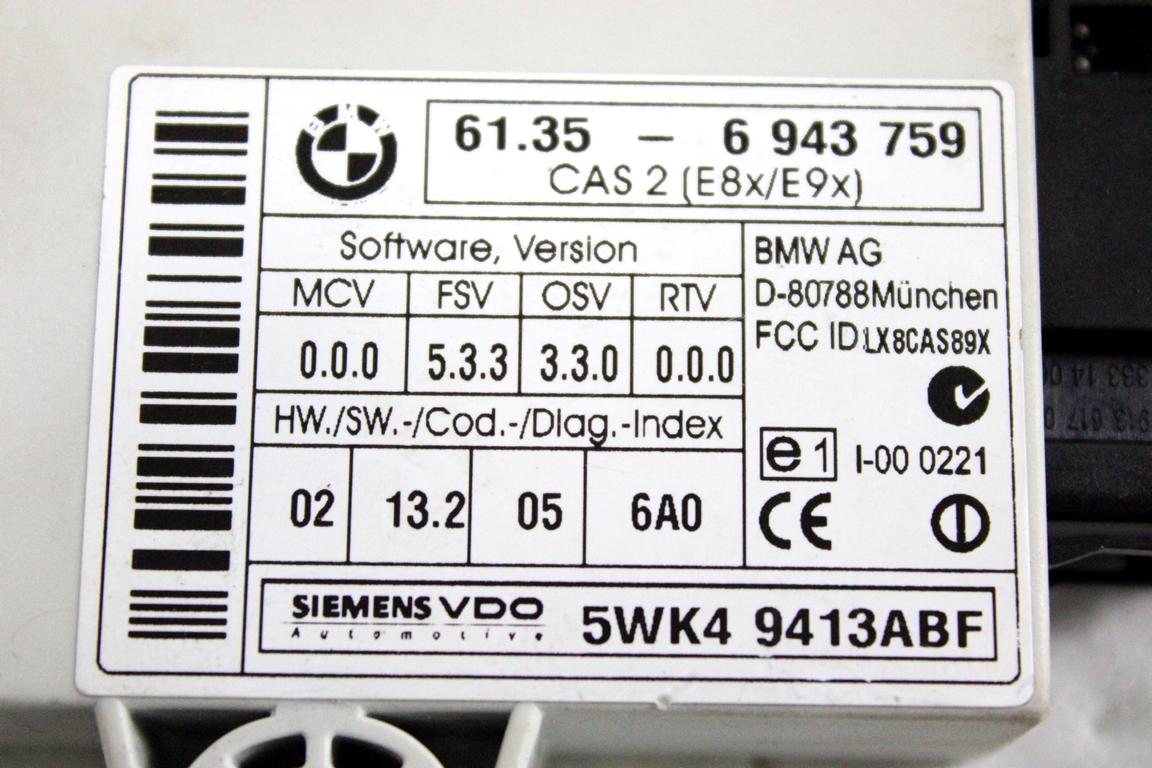 BMW
61.35 – 6 943 759
CAS 2 (E8x/E9x)
Software, Version
MCV FSV OSV RTV
0.0.0 5.3.3 3.3.0 0.0.0
HW./SW.-/Cod.-/Diag.-Index
02 13.2 05 6A0
BMW AG
D-80788München
FCC ID:LX8CAS89X
e1 I-00 0221
CE
SIEMENS VDO
Automotive
5WK4 9413ABF